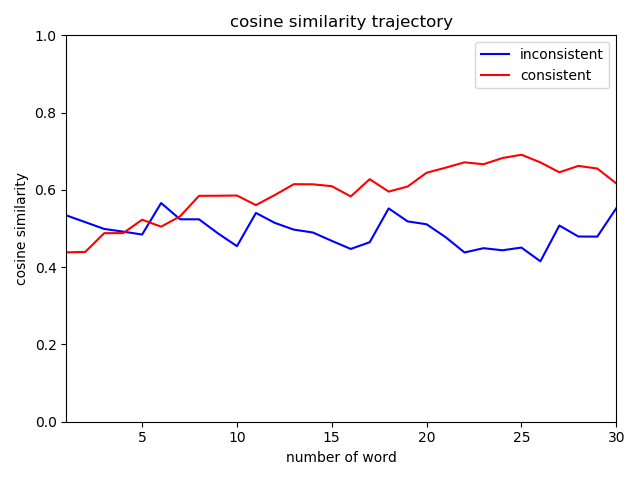 cosine similarity trajectory
inconsistent
consistent
1.0
0.8
0.6
0.4
0.2
0.0
cosine similarity
5 10 15 20 25 30
number of word